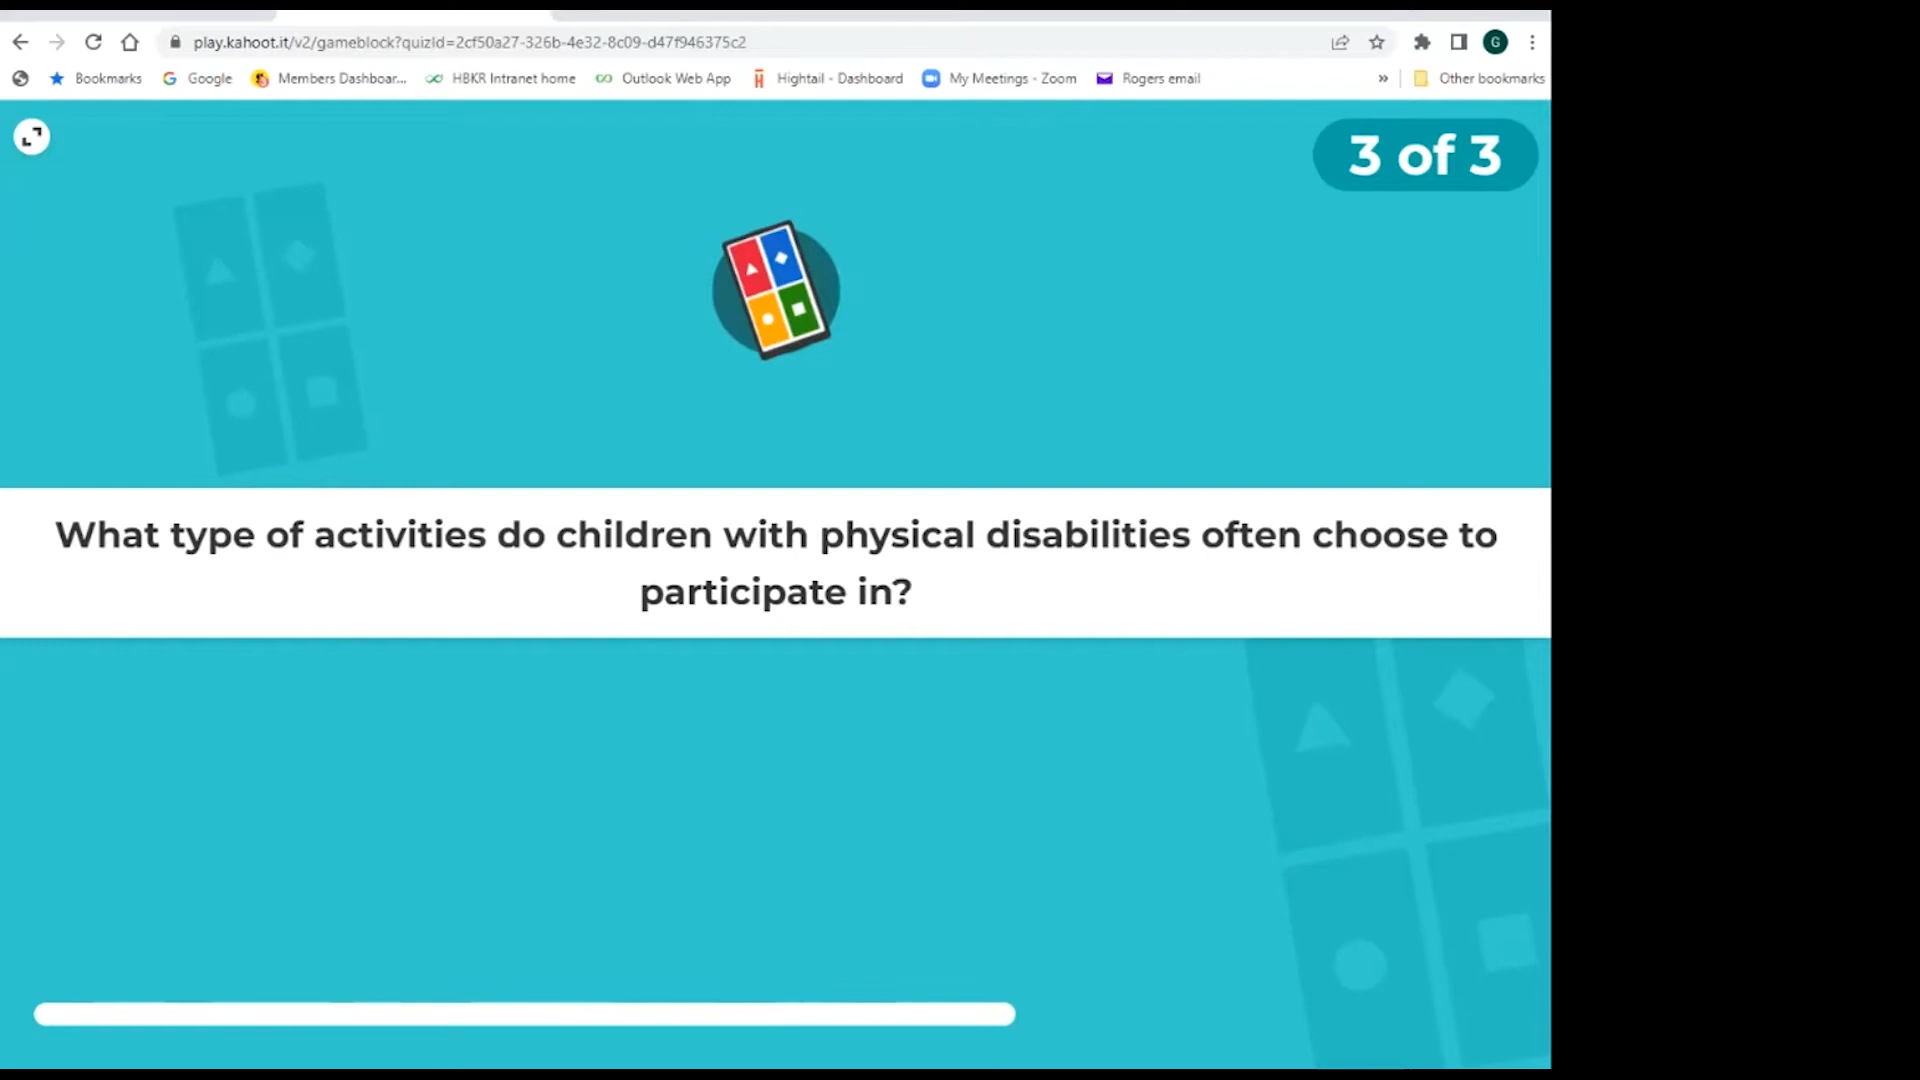 play.kahoot.it/v2/gameblock?quizId=2cf50a27-326b-4e32-8c09-d47f946375c2
G
Bookmarks Google Members Dashboar... HBKR Intranet home Outlook Web App Hightail - Dashboard My Meetings - Zoom Rogers email » Other bookmarks
3 of 3
What type of activities do children with physical disabilities often choose to
participate in?